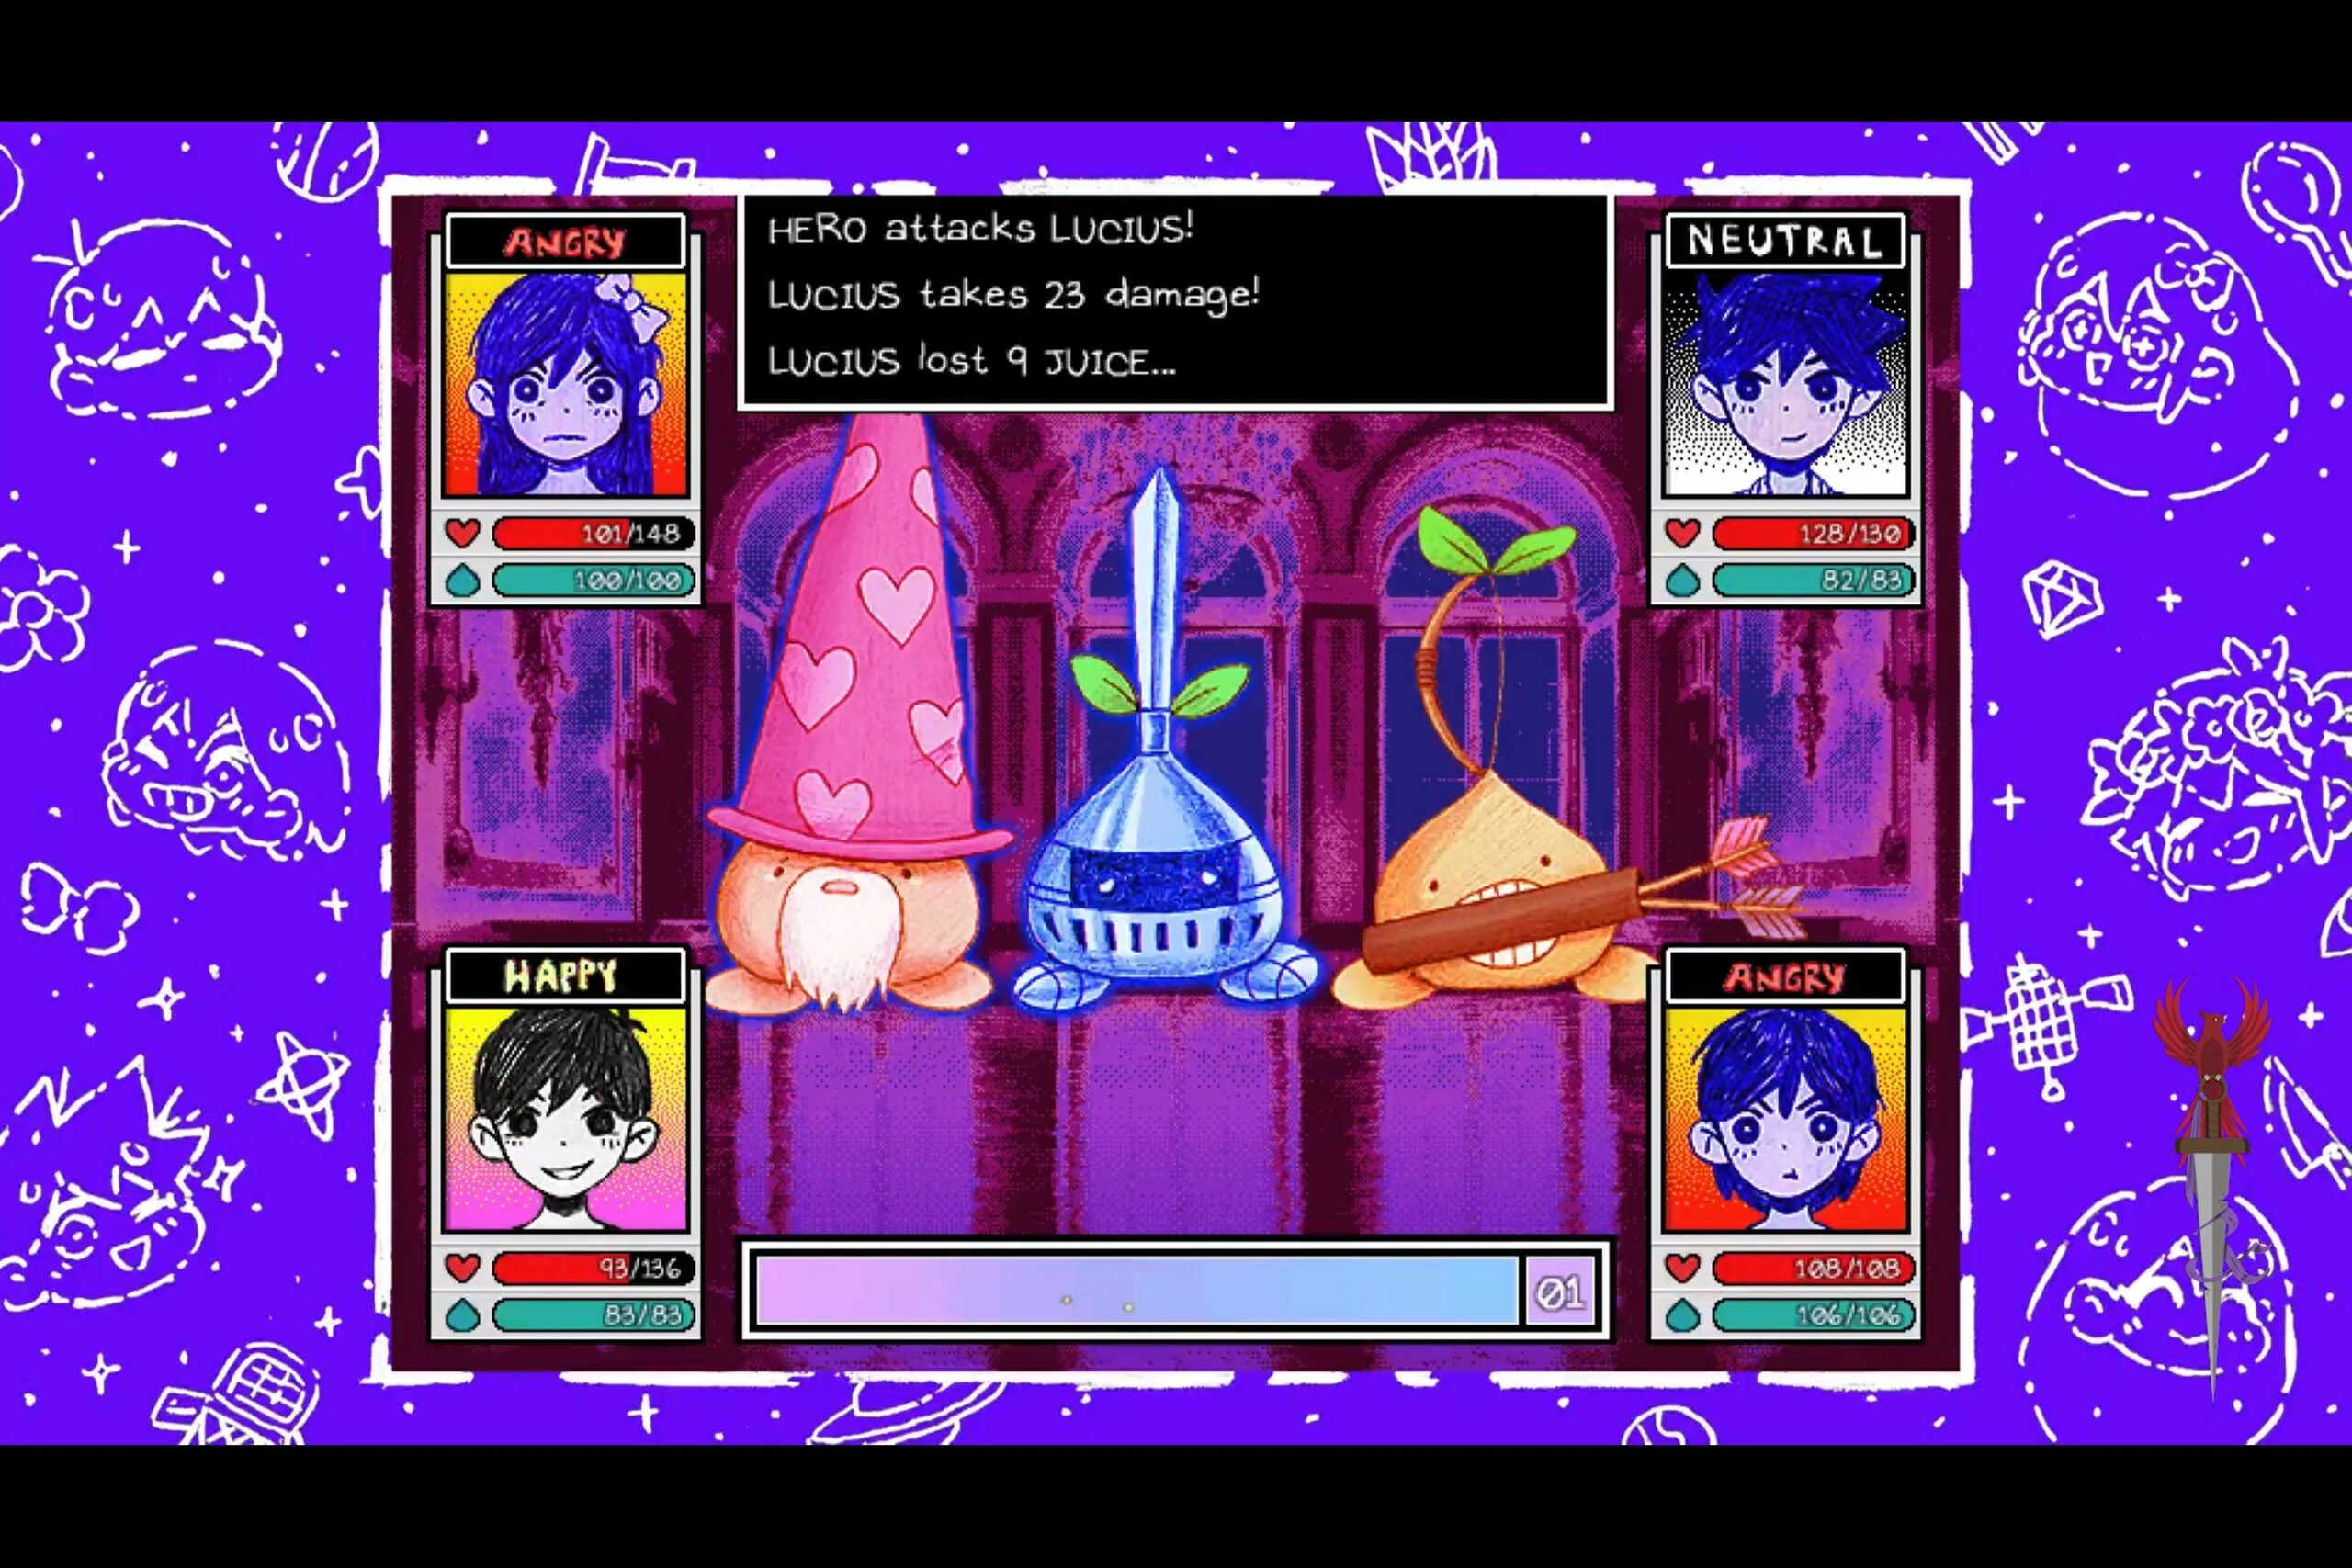 ANGRY
HERO attacks LUCIUS!
LUCIUS takes 23 damage!
LUCIUS lost 9 JUICE...
NEUTRAL
101/148
100/100
128/130
82/83
HAPPY
ANGRY
93/136
83/83
01
108/108
106/106